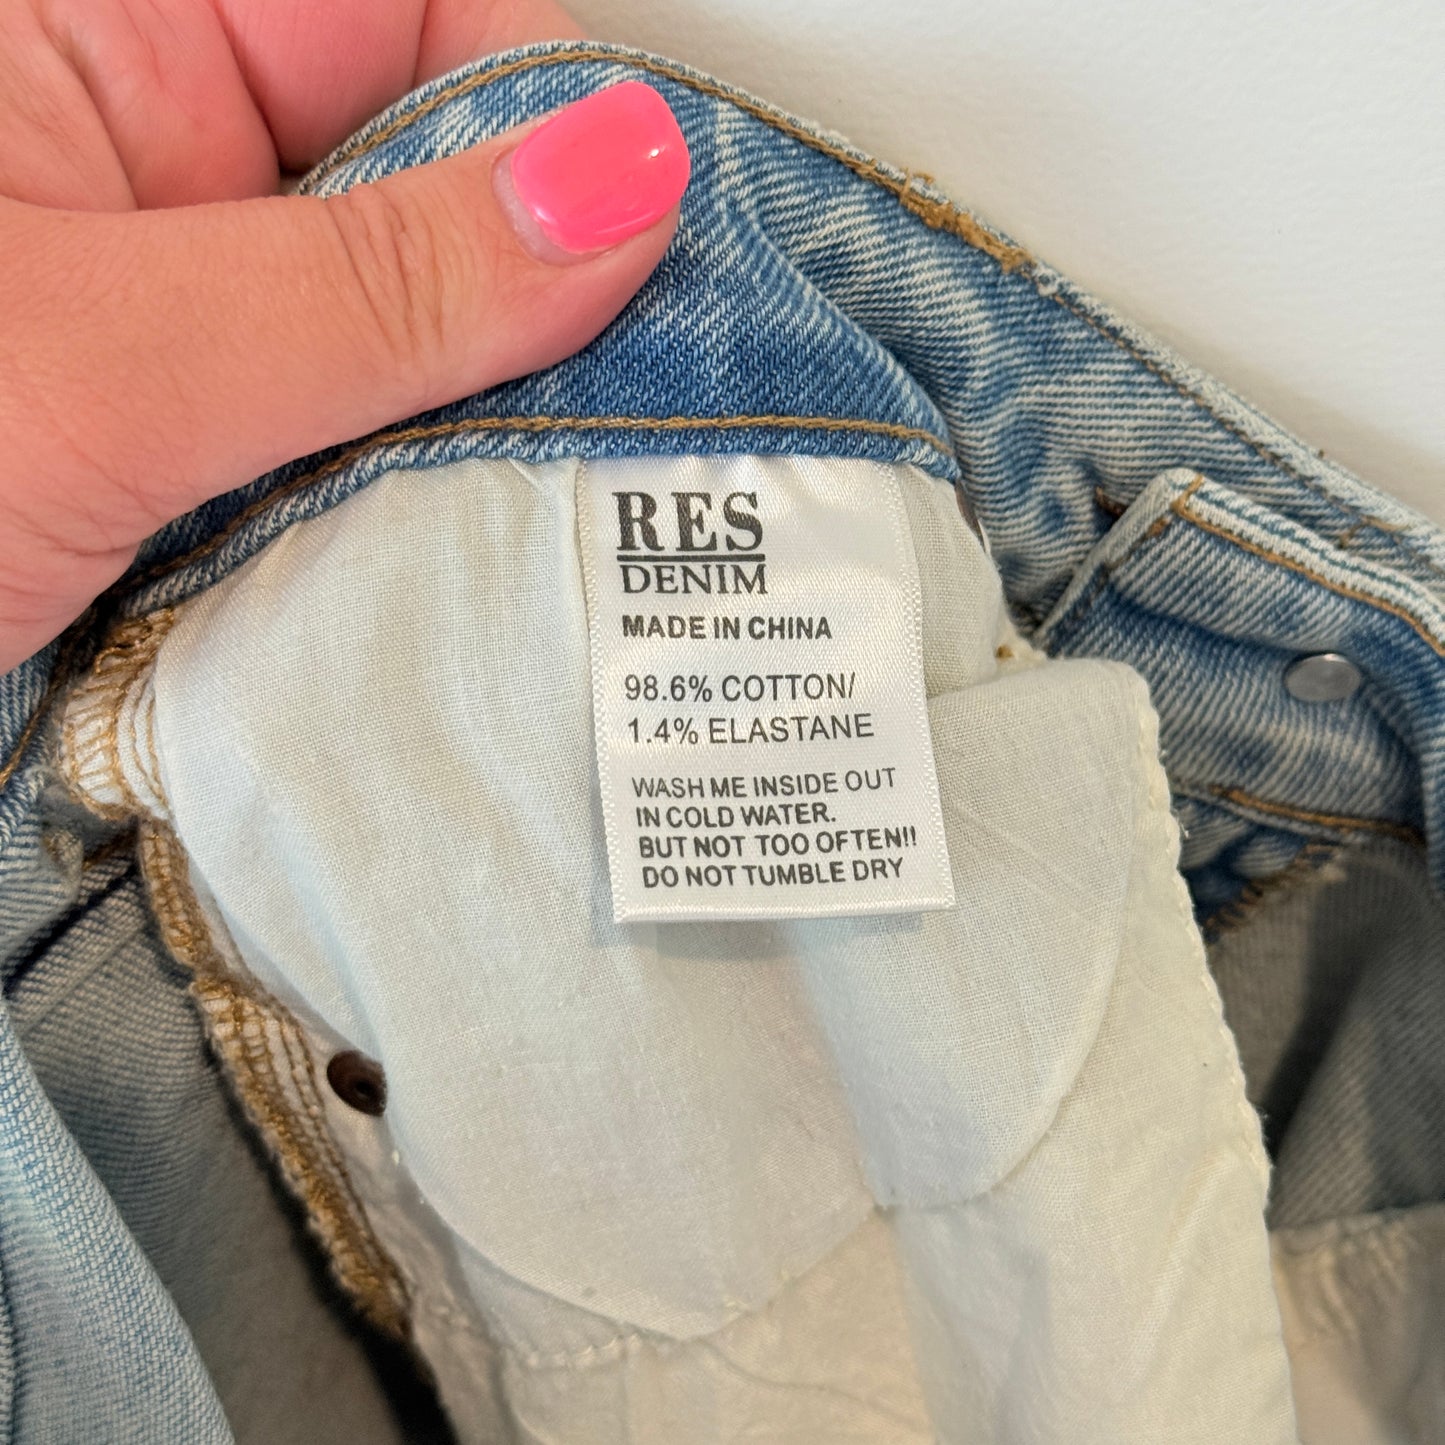 RES
DENIM
MADE IN CHINA
98.6% COTTON/
1.4% ELASTANE
WASH ME INSIDE OUT
IN COLD WATER.
BUT NOT TOO OFTEN!!
DO NOT TUMBLE DRY